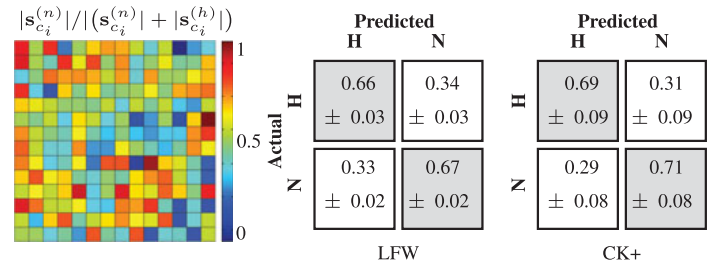 |s_{c_i}^{(n)}|/|(s_{c_i}^{(n)}| + |s_{c_i}^{(h)}|)
1
0.5
0
Actual
Predicted
H N
H
0.66 0.34
± 0.03 ± 0.03
N
0.33 0.67
± 0.02 ± 0.02
LFW
Predicted
H N
H
0.69 0.31
± 0.09 ± 0.09
N
0.29 0.71
± 0.08 ± 0.08
CK+